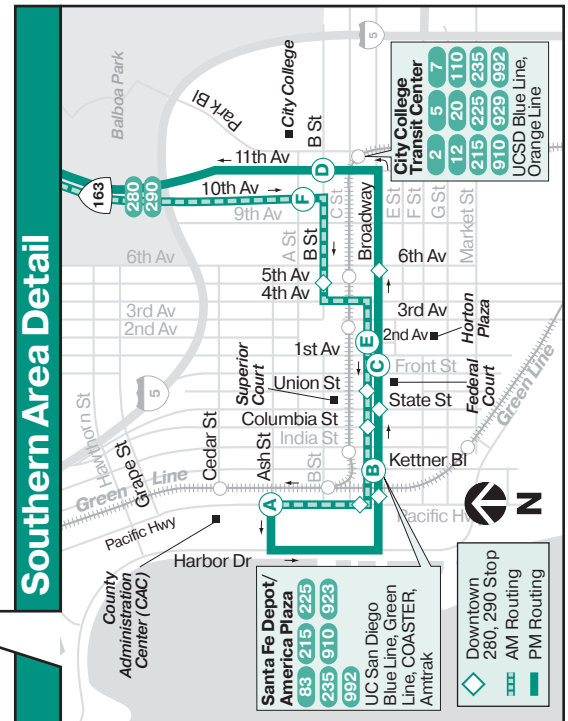 Southern Area Detail
163
280
290
5
Balboa Park
Park Bl
City College
B St
11th Av
10th Av
9th Av
A St
B St
C St
Broadway
E St
F St
G St
Market St
6th Av
6th Av
5th Av
4th Av
3rd Av
2nd Av
3rd Av
2nd Av
Horton
Plaza
1st Av
Front St
Superior
Court
Union St
State St
Federal
Court
Columbia St
India St
Kettner Bl
5
Hawthorn St
Grape St
Cedar St
Ash St
B St
Green Line
Green Line
Pacific Hwy
Pacific Hw
Harbor Dr
County
Administration
Center (CAC)
A
B
C
D
E
F
N
City College
Transit Center
2 5 7
12 20 110
215 225 235
910 929 992
UCSD Blue Line,
Orange Line
Santa Fe Depot/
America Plaza
83 215 225
235 910 923
992
UC San Diego
Blue Line, Green
Line, COASTER,
Amtrak
Downtown
280, 290 Stop
AM Routing
PM Routing